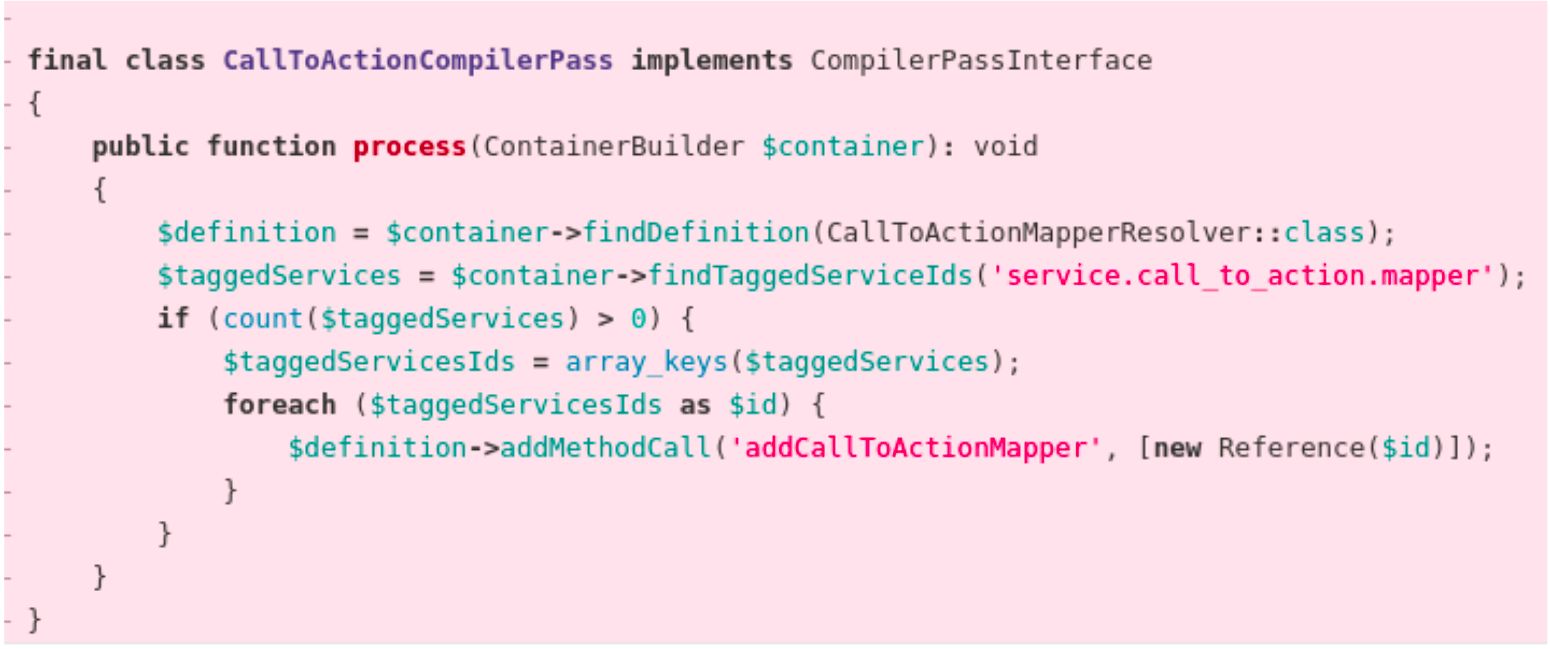 -
- final class CallToActionCompilerPass implements CompilerPassInterface
- {
-     public function process(ContainerBuilder $container): void
-     {
-         $definition = $container->findDefinition(CallToActionMapperResolver::class);
-         $taggedServices = $container->findTaggedServiceIds('service.call_to_action.mapper');
-         if (count($taggedServices) > 0) {
-             $taggedServicesIds = array_keys($taggedServices);
-             foreach ($taggedServicesIds as $id) {
-                 $definition->addMethodCall('addCallToActionMapper', [new Reference($id)]);
-             }
-         }
-     }
- }